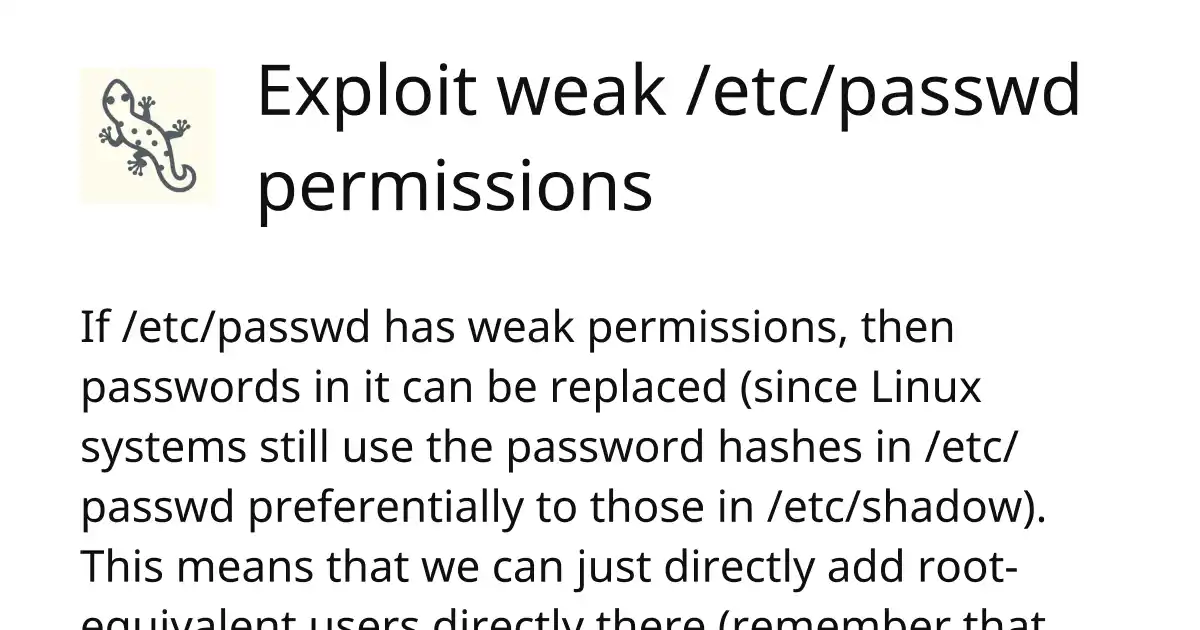 Exploit weak /etc/passwd
permissions
If /etc/passwd has weak permissions, then
passwords in it can be replaced (since Linux
systems still use the password hashes in /etc/
passwd preferentially to those in /etc/shadow).
This means that we can just directly add root-
equivalent users directly there (remember that